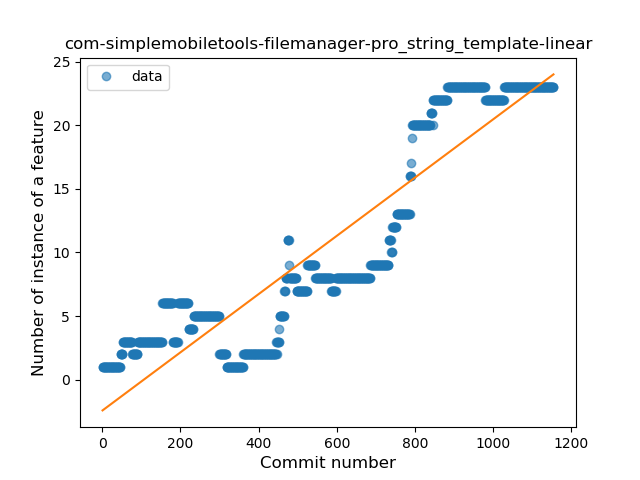 com-simplemobiletools-filemanager-pro_string_template-linear
data
Number of instance of a feature
25
20
15
10
5
0
0 200 400 600 800 1000 1200
Commit number